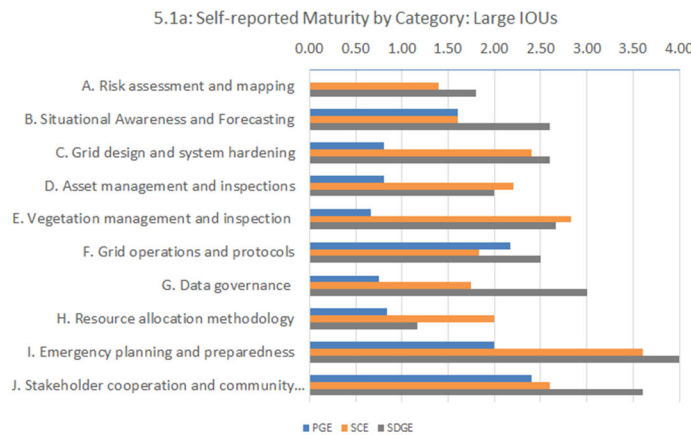 5.1a: Self-reported Maturity by Category: Large IOUs
0.00 0.50 1.00 1.50 2.00 2.50 3.00 3.50 4.00
A. Risk assessment and mapping
B. Situational Awareness and Forecasting
C. Grid design and system hardening
D. Asset management and inspections
E. Vegetation management and inspection
F. Grid operations and protocols
G. Data governance
H. Resource allocation methodology
I. Emergency planning and preparedness
J. Stakeholder cooperation and community...
PGE SCE SDGE